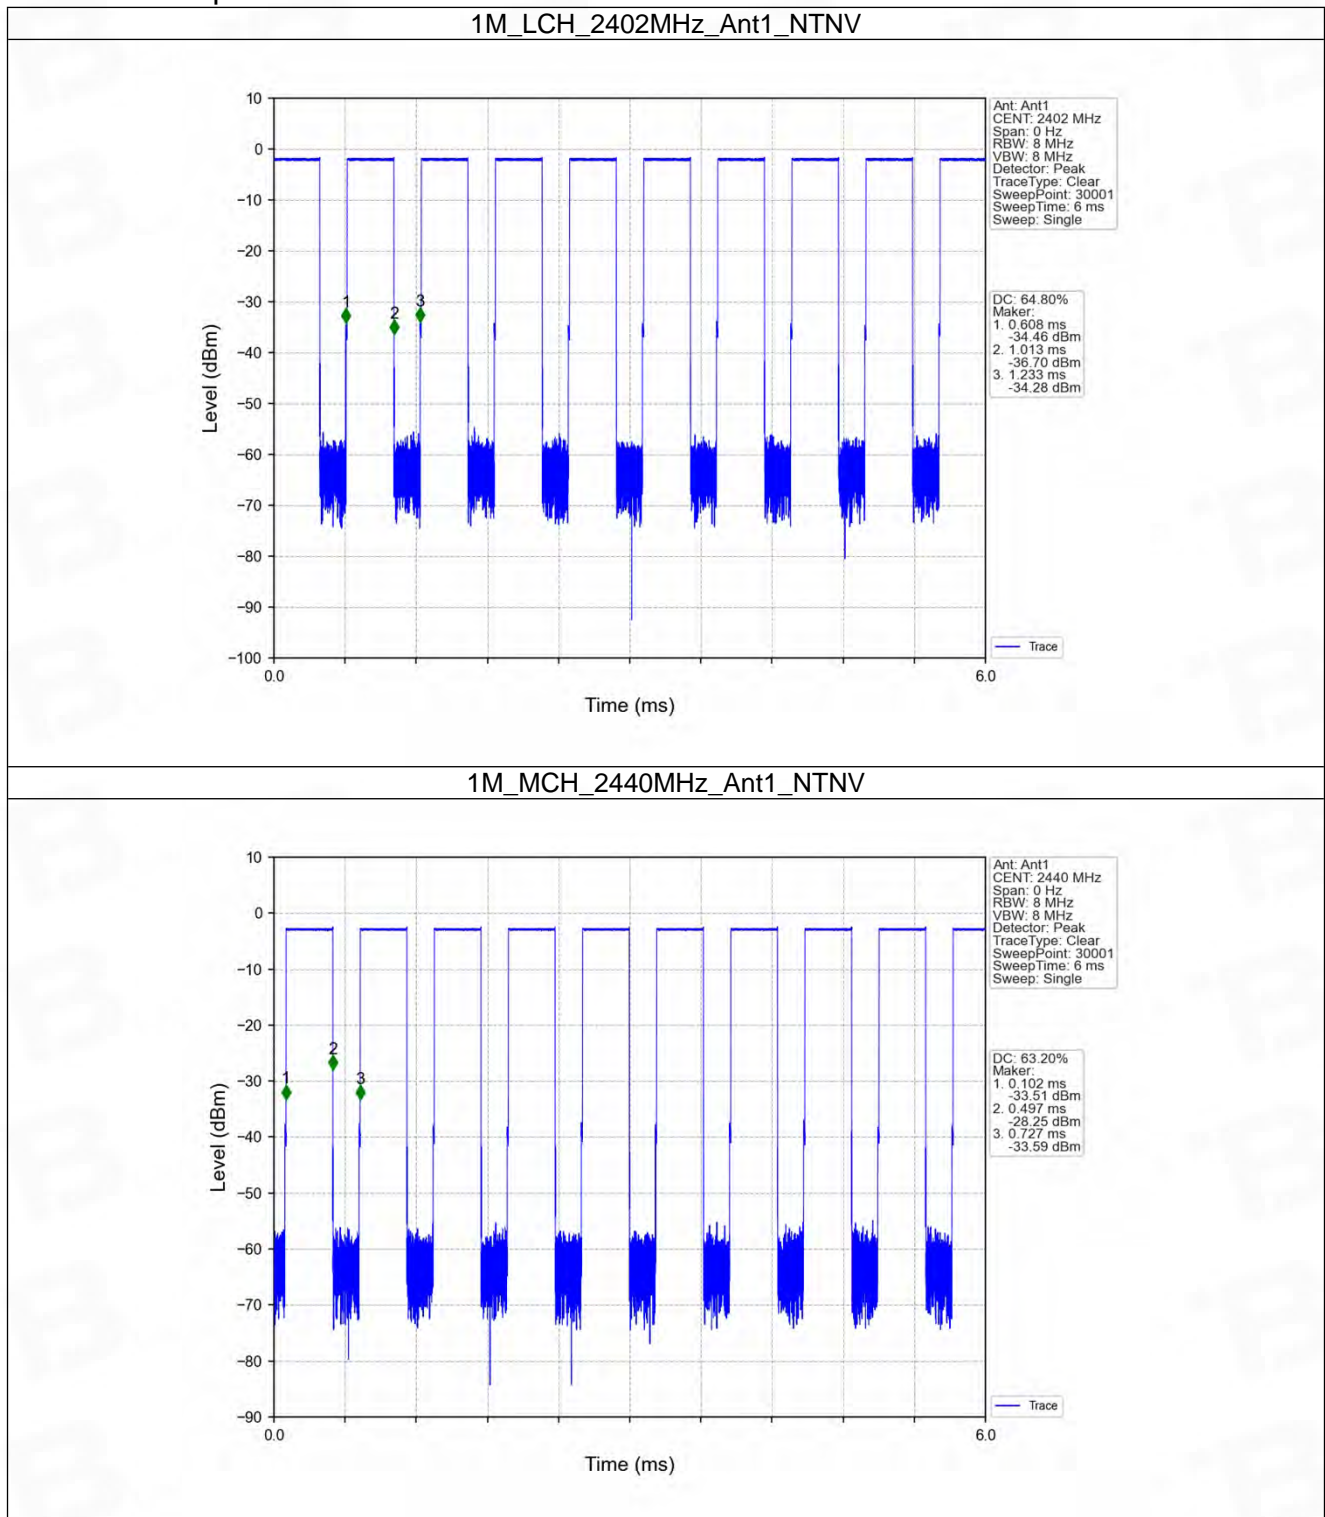 1M_LCH_2402MHz_Ant1_NTNV
10
0
−10
−20
−30
−40
−50
−60
−70
−80
−90
−100
Level (dBm)
1
2
3
0.0
6.0
Time (ms)
Ant: Ant1
CENT: 2402 MHz
Span: 0 Hz
RBW: 8 MHz
VBW: 8 MHz
Detector: Peak
TraceType: Clear
SweepPoint: 30001
SweepTime: 6 ms
Sweep: Single
DC: 64.80%
Maker:
1. 0.608 ms
-34.46 dBm
2. 1.013 ms
-36.70 dBm
3. 1.233 ms
-34.28 dBm
Trace
1M_MCH_2440MHz_Ant1_NTNV
10
0
−10
−20
−30
−40
−50
−60
−70
−80
−90
Level (dBm)
1
2
3
0.0
6.0
Time (ms)
Ant: Ant1
CENT: 2440 MHz
Span: 0 Hz
RBW: 8 MHz
VBW: 8 MHz
Detector: Peak
TraceType: Clear
SweepPoint: 30001
SweepTime: 6 ms
Sweep: Single
DC: 63.20%
Maker:
1. 0.102 ms
-33.51 dBm
2. 0.497 ms
-28.25 dBm
3. 0.727 ms
-33.59 dBm
Trace